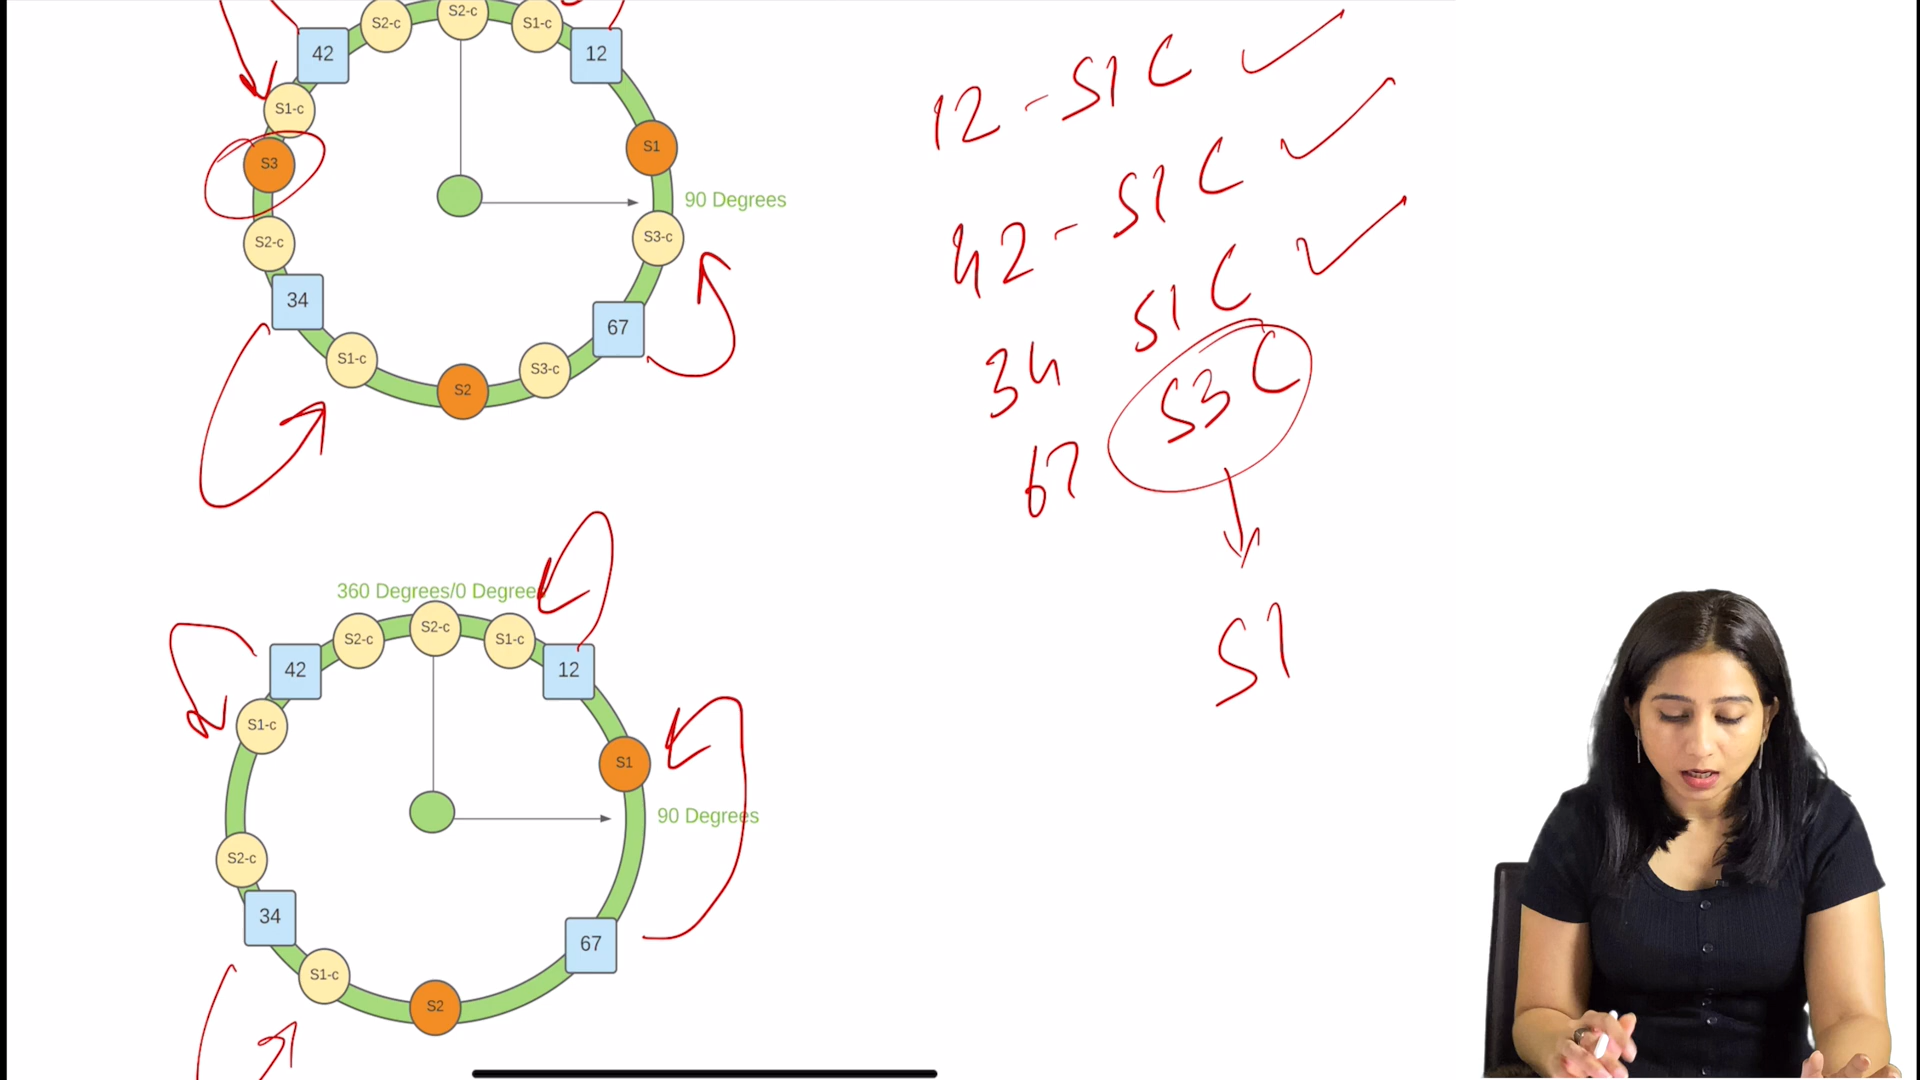 S2-c
S2-c
S1-c
42
12
S1-c
S1
S3
90 Degrees
S2-c
S3-c
34
67
S1-c
S3-c
S2
12 - S1 C
42 - S1 C
34 S1 C
67 S3 C
S1
360 Degrees/0 Degree
S2-c
S2-c
S1-c
42
12
S1-c
S1
90 Degrees
S2-c
34
67
S1-c
S2